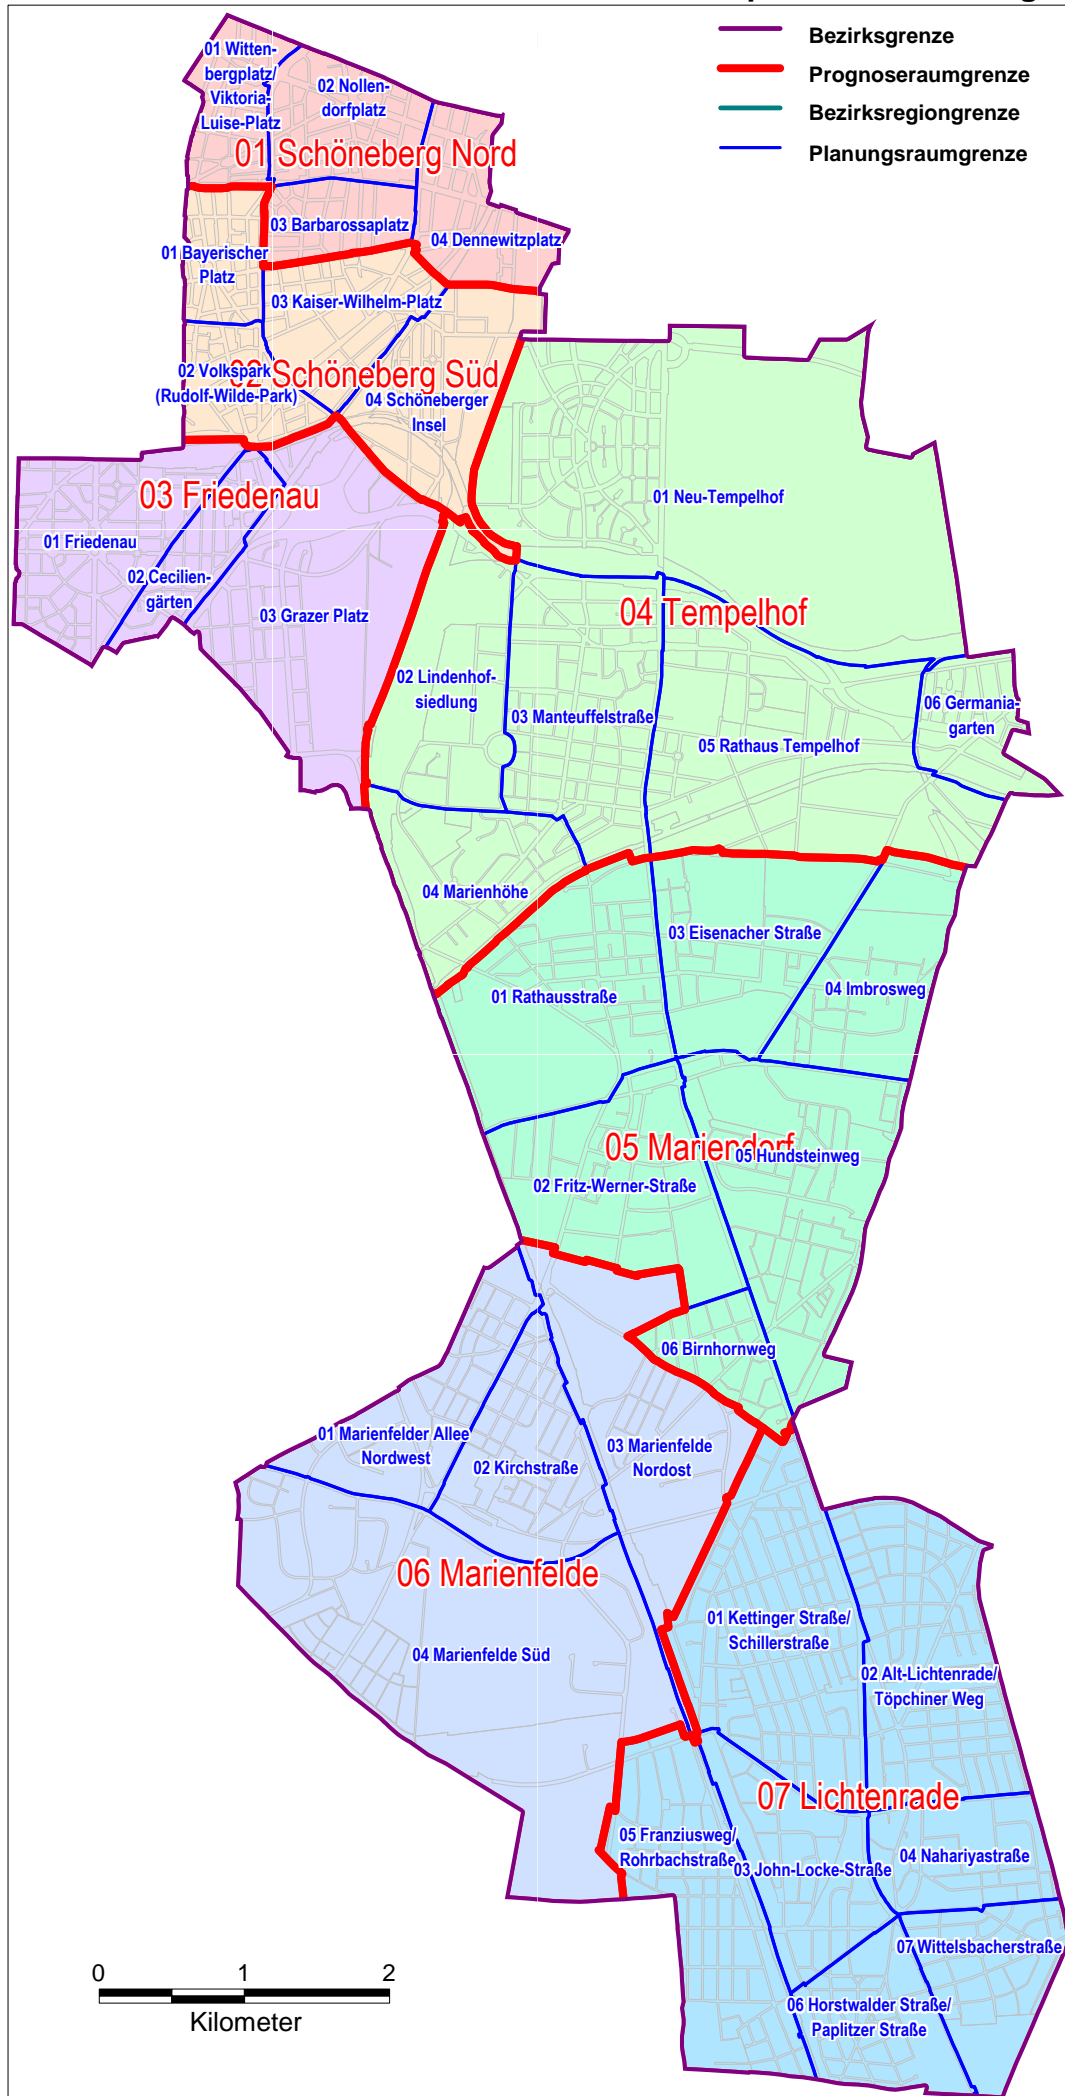 Bezirksgrenze
Prognoseraumgrenze
Bezirksregiongrenze
Planungsraumgrenze
01 Witten-
bergplatz/
Viktoria-
Luise-Platz
02 Nollen-
dorfplatz
01 Schöneberg Nord
03 Barbarossaplatz
04 Dennewitzplatz
01 Bayerischer
Platz
03 Kaiser-Wilhelm-Platz
02 Schöneberg Süd
02 Volkspark
(Rudolf-Wilde-Park)
04 Schöneberger
Insel
03 Friedenau
01 Friedenau
02 Cecilien-
gärten
03 Grazer Platz
01 Neu-Tempelhof
04 Tempelhof
02 Lindenhof-
siedlung
03 Manteuffelstraße
05 Rathaus Tempelhof
06 Germania-
garten
04 Marienhöhe
03 Eisenacher Straße
01 Rathausstraße
04 Imbrosweg
05 Mariendorf
05 Hundsteinweg
02 Fritz-Werner-Straße
06 Birnhornweg
01 Marienfelder Allee
Nordwest
02 Kirchstraße
03 Marienfelde
Nordost
06 Marienfelde
04 Marienfelde Süd
01 Kettinger Straße/
Schillerstraße
02 Alt-Lichtenrade/
Töpchiner Weg
07 Lichtenrade
05 Franziusweg/
Rohrbachstraße
03 John-Locke-Straße
04 Nahariyastraße
07 Wittelsbacherstraße
06 Horstwalder Straße/
Paplitzer Straße
0 1 2
Kilometer